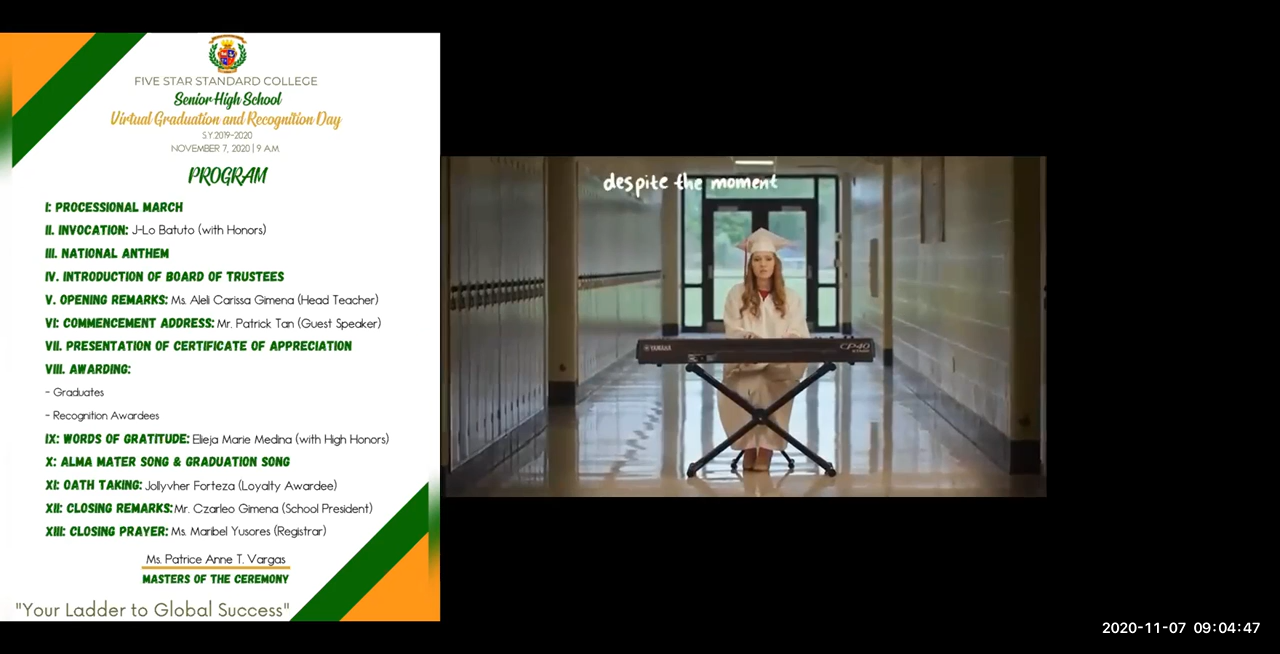 FIVE STAR STANDARD COLLEGE
Senior High School
Virtual Graduation and Recognition Day
S.Y 2019-2020
NOVEMBER 7, 2020 | 9 A.M.
PROGRAM
I: PROCESSIONAL MARCH
II. INVOCATION: J-Lo Batuto (with Honors)
III. NATIONAL ANTHEM
IV. INTRODUCTION OF BOARD OF TRUSTEES
V. OPENING REMARKS: Ms. Aleli Carissa Gimena (Head Teacher)
VI: COMMENCEMENT ADDRESS: Mr. Patrick Tan (Guest Speaker)
VII. PRESENTATION OF CERTIFICATE OF APPRECIATION
VIII. AWARDING:
- Graduates
- Recognition Awardees
IX: WORDS OF GRATITUDE: Elieja Marie Medina (with High Honors)
X: ALMA MATER SONG & GRADUATION SONG
XI: OATH TAKING: Jollyvher Forteza (Loyalty Awardee)
XII: CLOSING REMARKS: Mr. Czarleo Gimena (School President)
XIII: CLOSING PRAYER: Ms. Maribel Yusores (Registrar)
Ms. Patrice Anne T. Vargas
MASTERS OF THE CEREMONY
"Your Ladder to Global Success"
despite the moment
YAMAHA
CP40
STAGE
2020-11-07 09:04:47